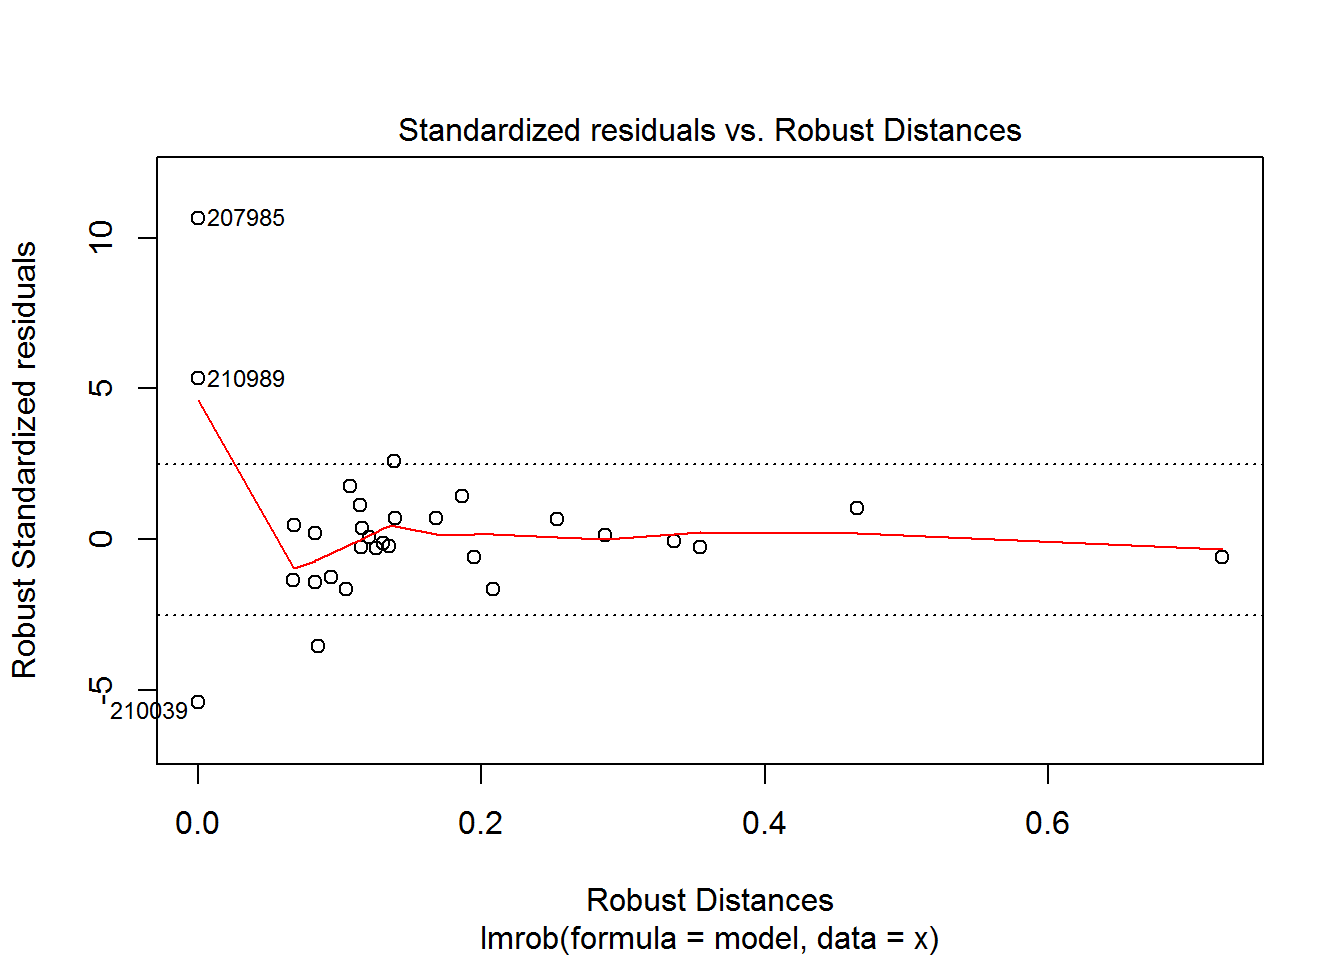 Standardized residuals vs. Robust Distances
Robust Standardized residuals
10
5
0
-5
207985
210989
210039
0.0 0.2 0.4 0.6
Robust Distances
lmrob(formula = model, data = x)